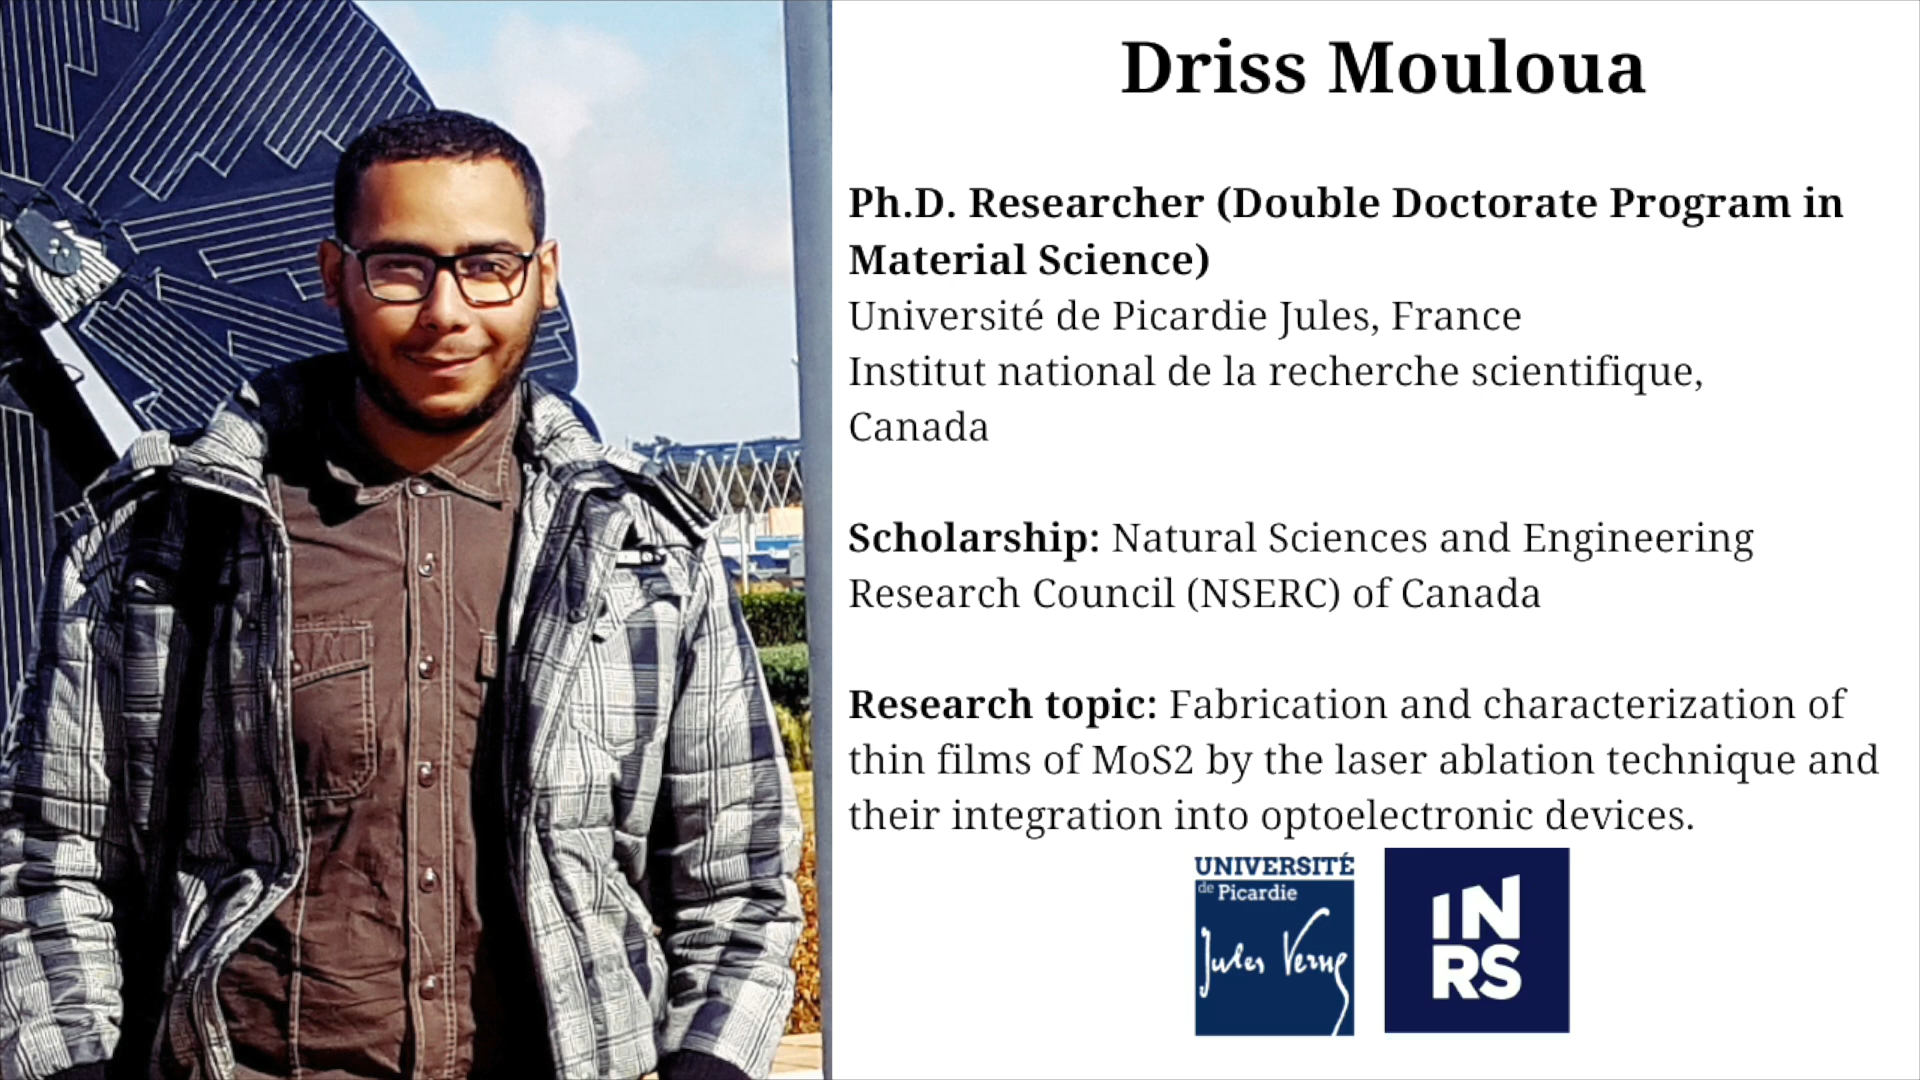 Driss Mouloua
Ph.D. Researcher (Double Doctorate Program in
Material Science)
Université de Picardie Jules, France
Institut national de la recherche scientifique,
Canada
Scholarship: Natural Sciences and Engineering
Research Council (NSERC) of Canada
Research topic: Fabrication and characterization of
thin films of MoS2 by the laser ablation technique and
their integration into optoelectronic devices.
UNIVERSITÉ
de Picardie
Jules Verne
IN
RS